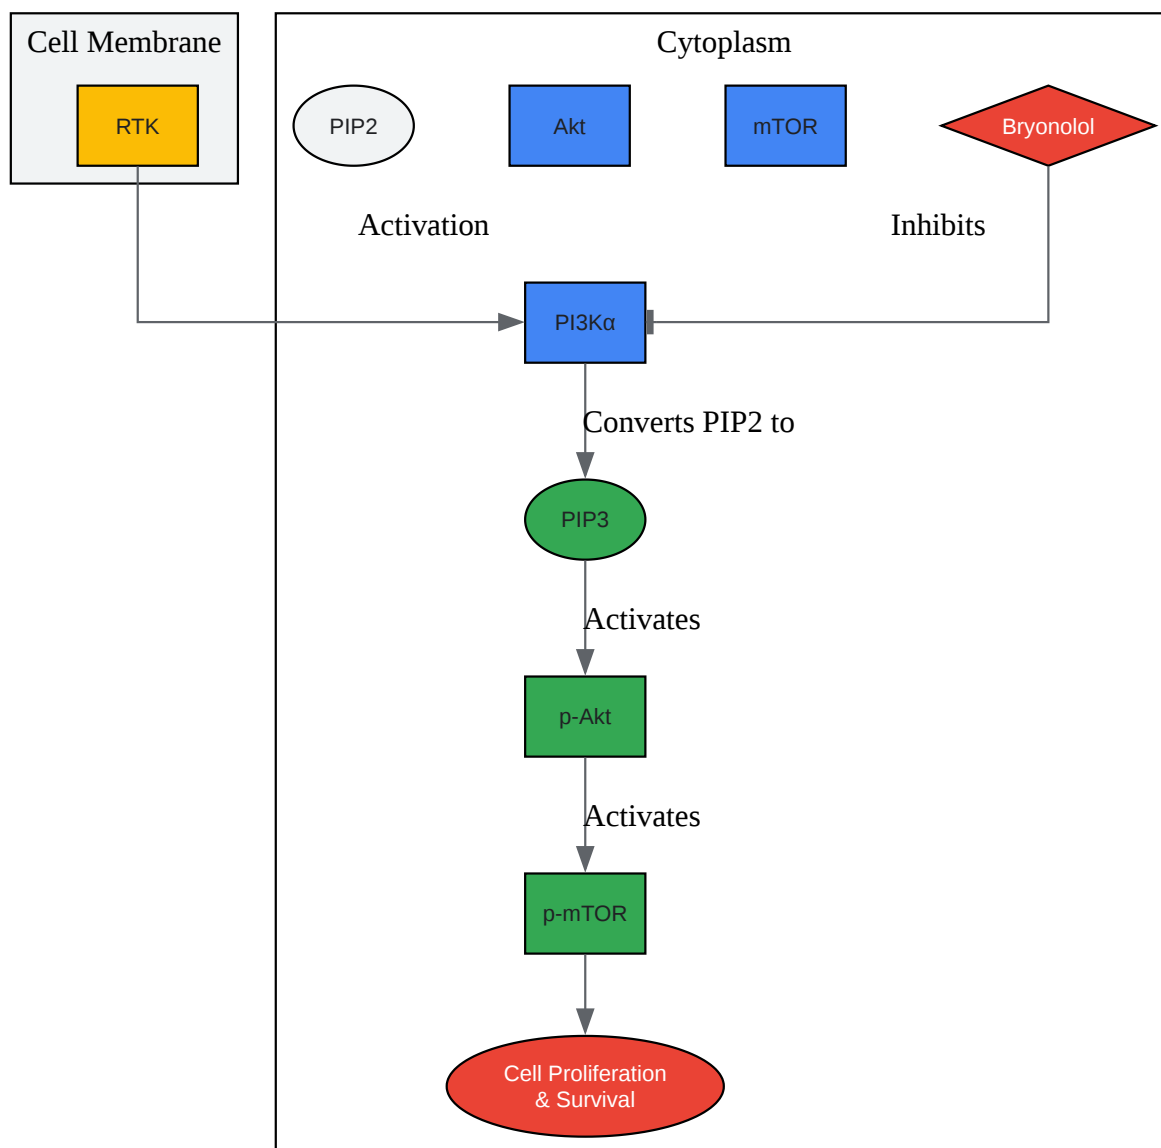 Cell Membrane
Cytoplasm
RTK
PIP2
Akt
mTOR
Bryonolol
Activation
Inhibits
PI3Kα
Converts PIP2 to
PIP3
Activates
p-Akt
Activates
p-mTOR
Cell Proliferation
& Survival